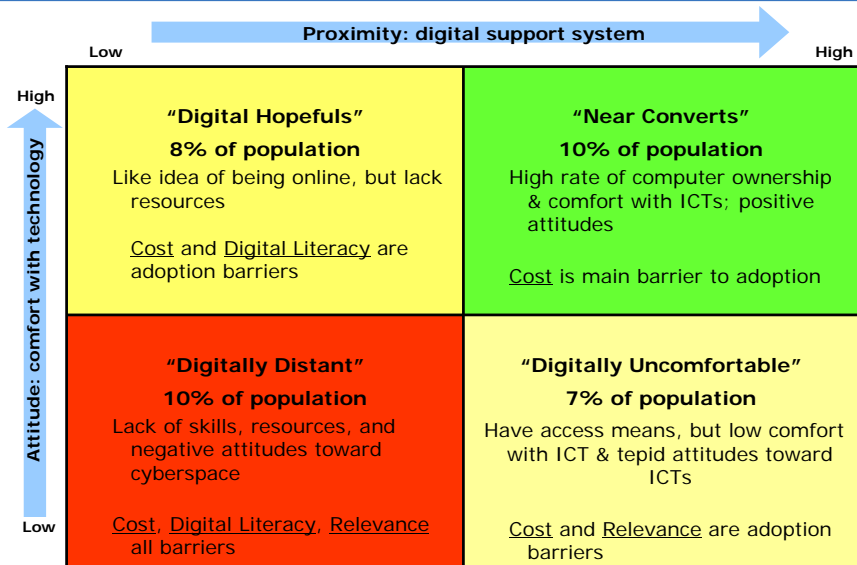 Proximity: digital support system
Low
High
High
Attitude: comfort with technology
Low
“Digital Hopefuls”
8% of population
Like idea of being online, but lack
resources
Cost and Digital Literacy are
adoption barriers
“Near Converts”
10% of population
High rate of computer ownership
& comfort with ICTs; positive
attitudes
Cost is main barrier to adoption
“Digitally Distant”
10% of population
Lack of skills, resources, and
negative attitudes toward
cyberspace
Cost, Digital Literacy, Relevance
all barriers
“Digitally Uncomfortable”
7% of population
Have access means, but low comfort
with ICT & tepid attitudes toward
ICTs
Cost and Relevance are adoption
barriers